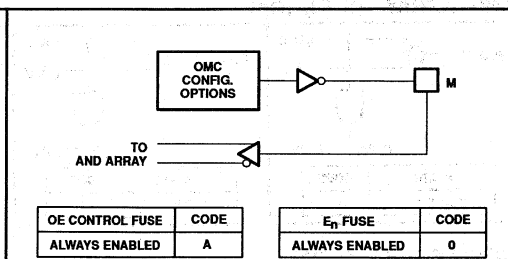 OMC
CONFIG.
OPTIONS
M
TO
AND ARRAY
OE CONTROL FUSE CODE
ALWAYS ENABLED A
En FUSE CODE
ALWAYS ENABLED 0